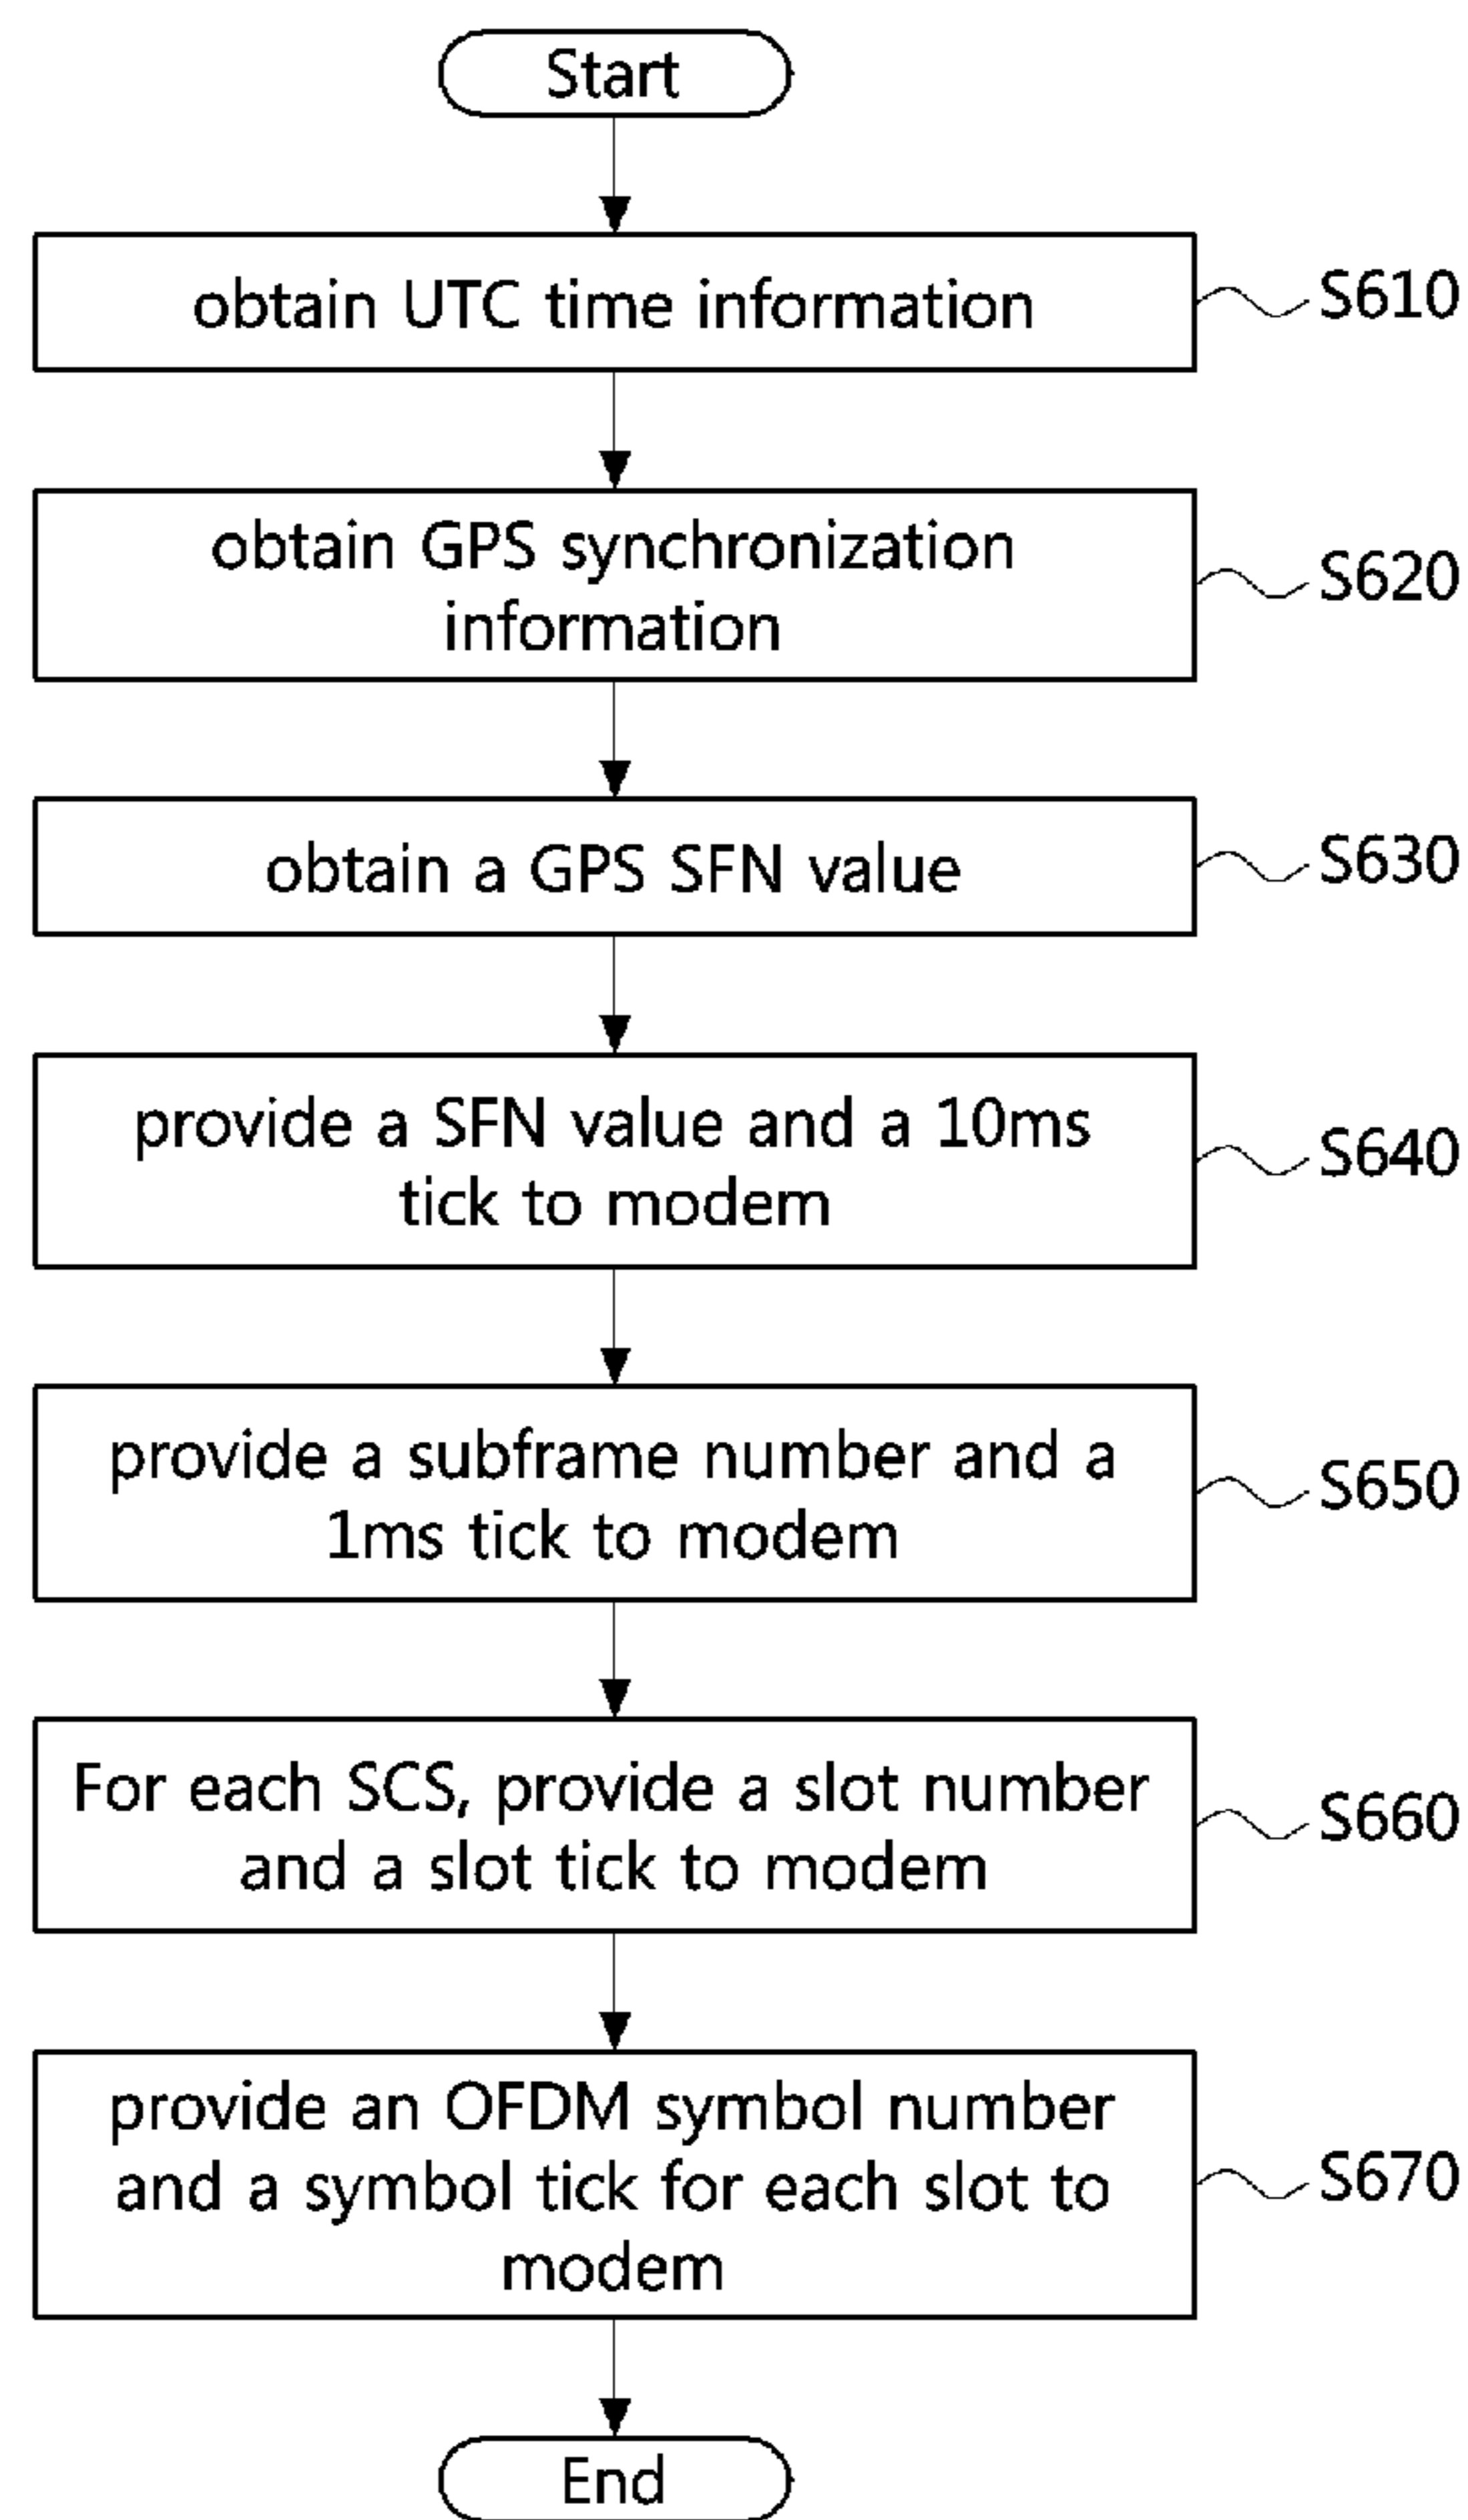 Start
obtain UTC time information
S610
obtain GPS synchronization
information
S620
obtain a GPS SFN value
S630
provide a SFN value and a 10ms
tick to modem
S640
provide a subframe number and a
1ms tick to modem
S650
For each SCS, provide a slot number
and a slot tick to modem
S660
provide an OFDM symbol number
and a symbol tick for each slot to
modem
S670
End